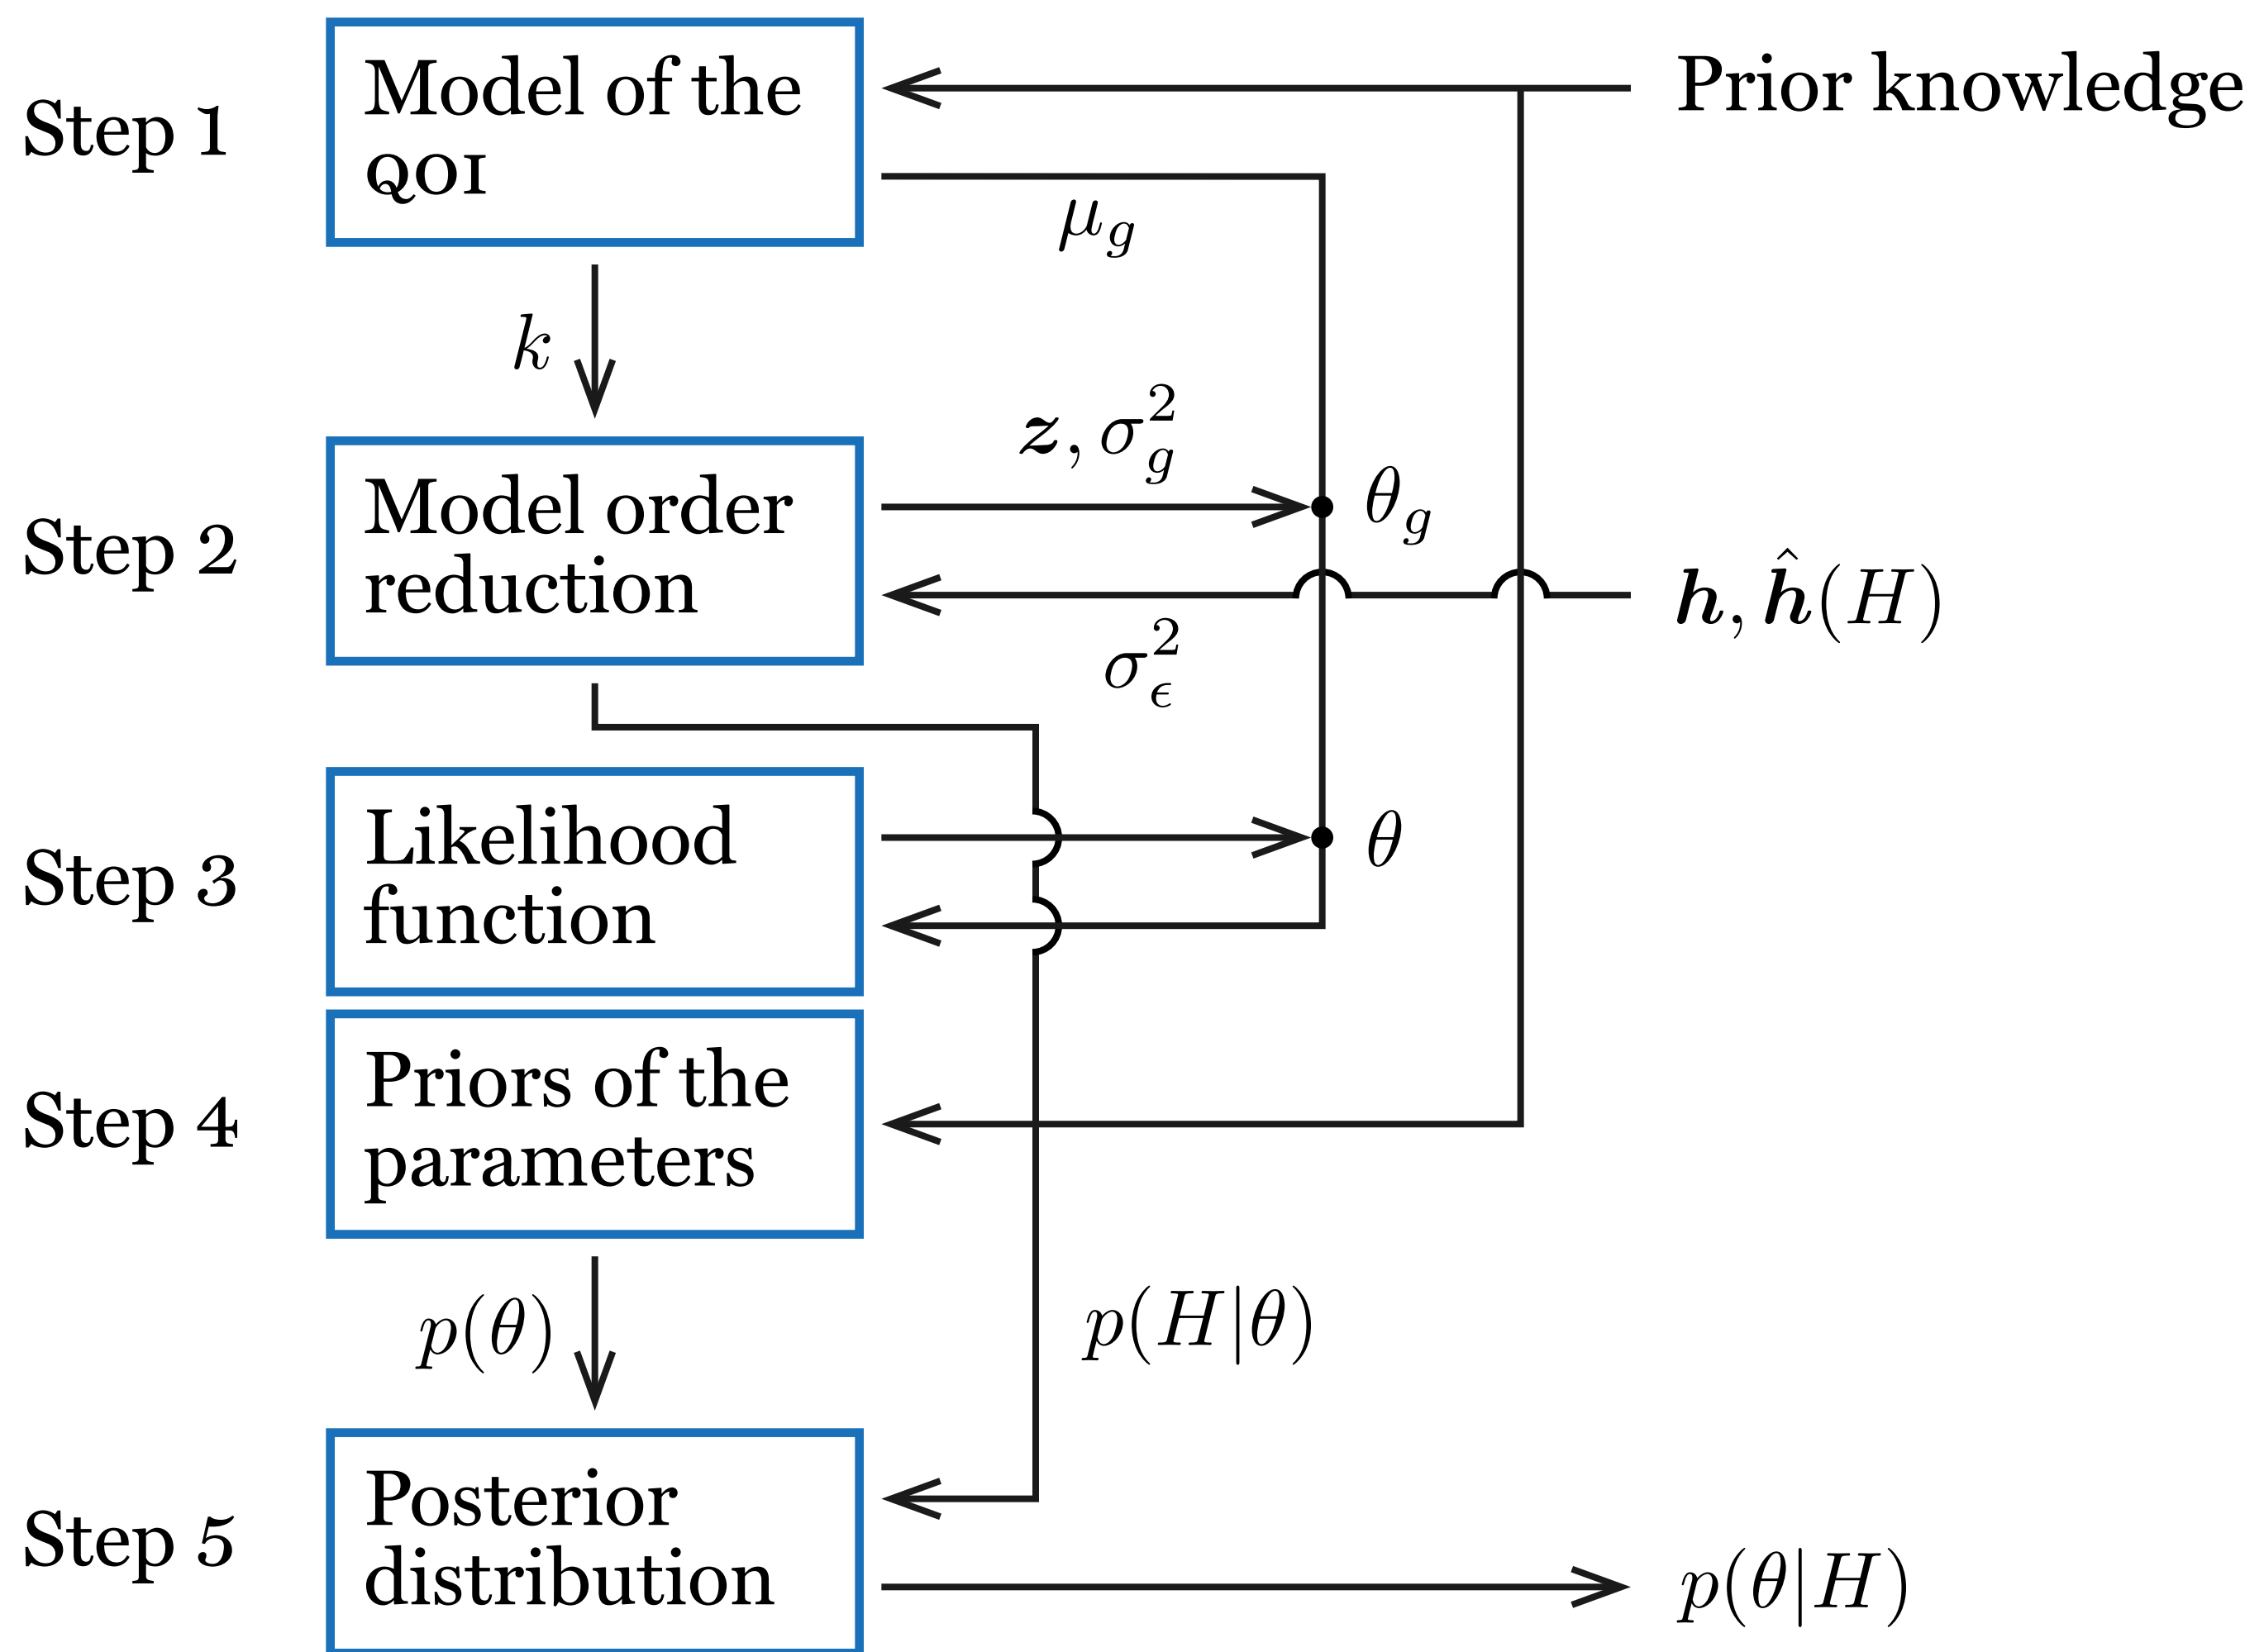 Step 1
Model of the
QOI
Prior knowledge
μ_g
k
Step 2
Model order
reduction
z, σ_g^2
θ_g
h, ĥ(H)
σ_ϵ^2
Step 3
Likelihood
function
θ
Step 4
Priors of the
parameters
p(θ)
p(H|θ)
Step 5
Posterior
distribution
p(θ|H)